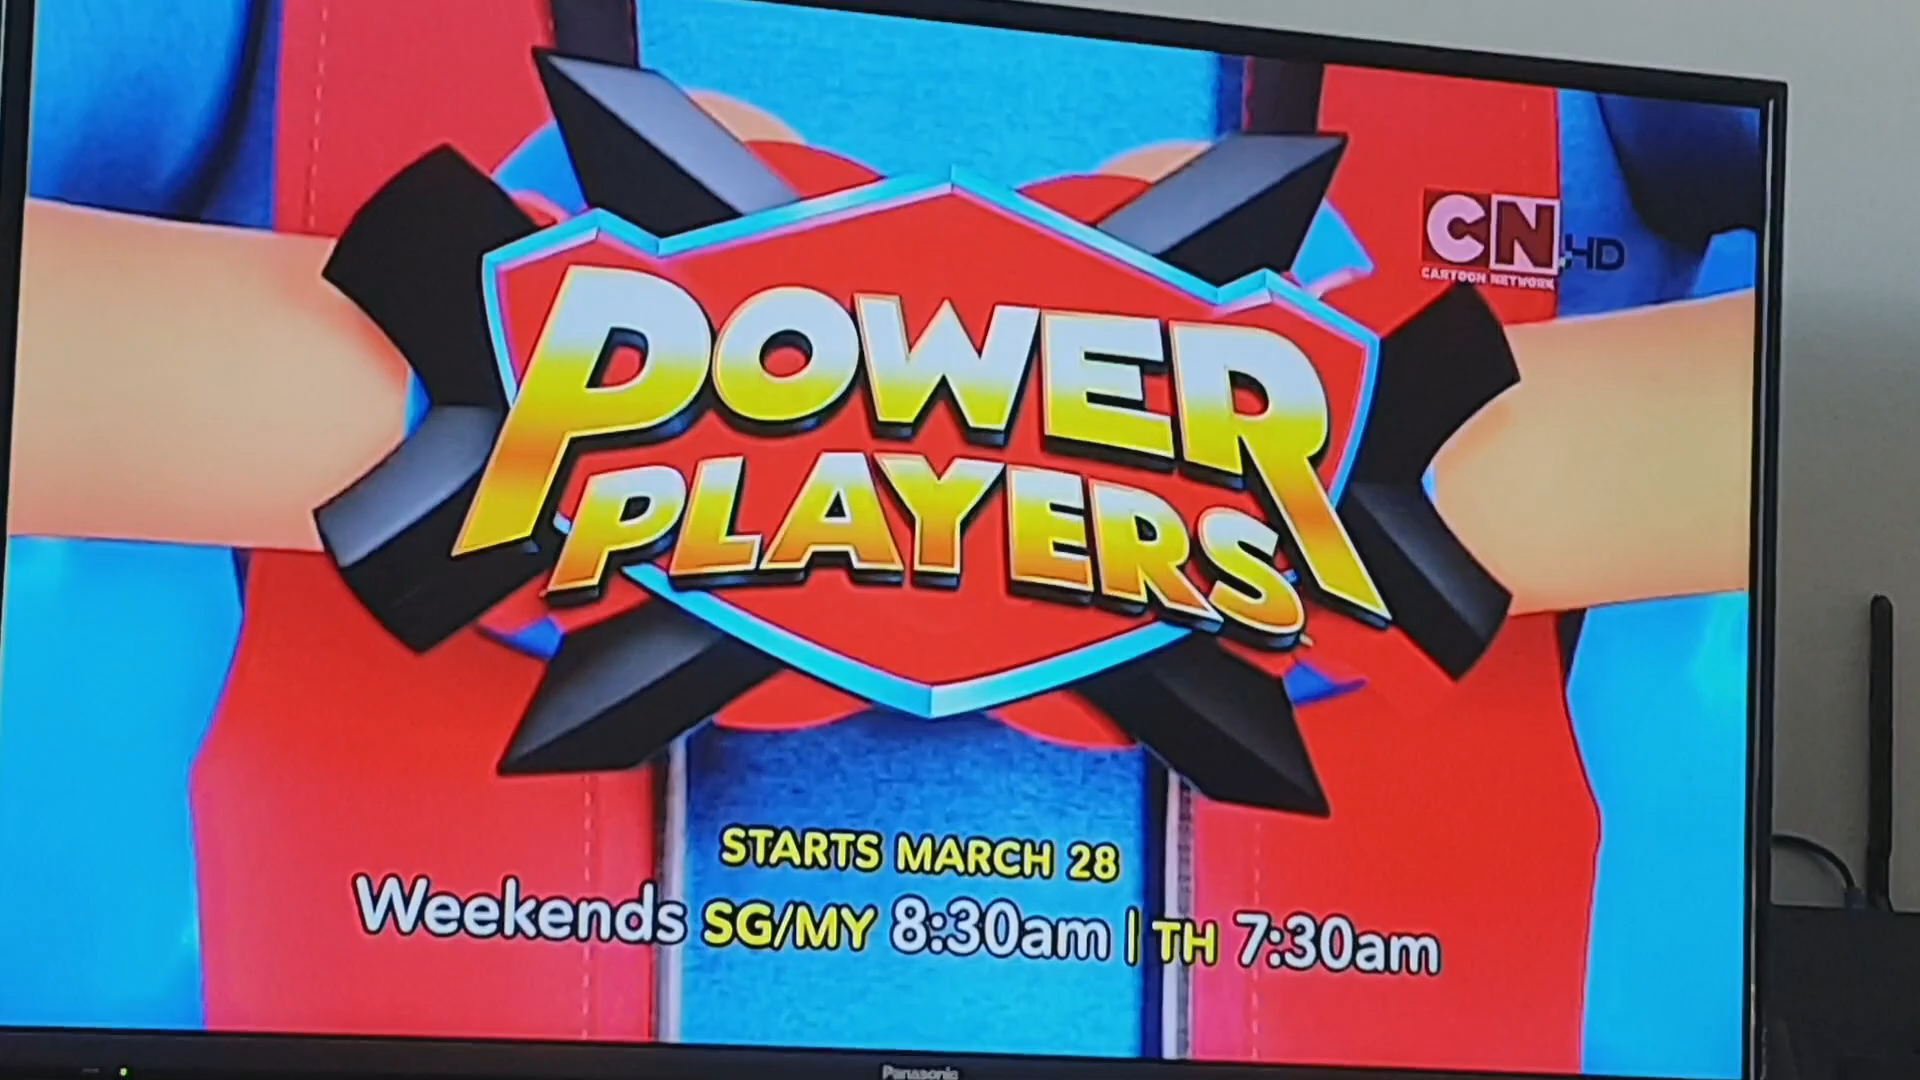 CN HD
CARTOON NETWORK
POWER
PLAYERS
STARTS MARCH 28
Weekends SG/MY 8:30am | TH 7:30am
Panasonic